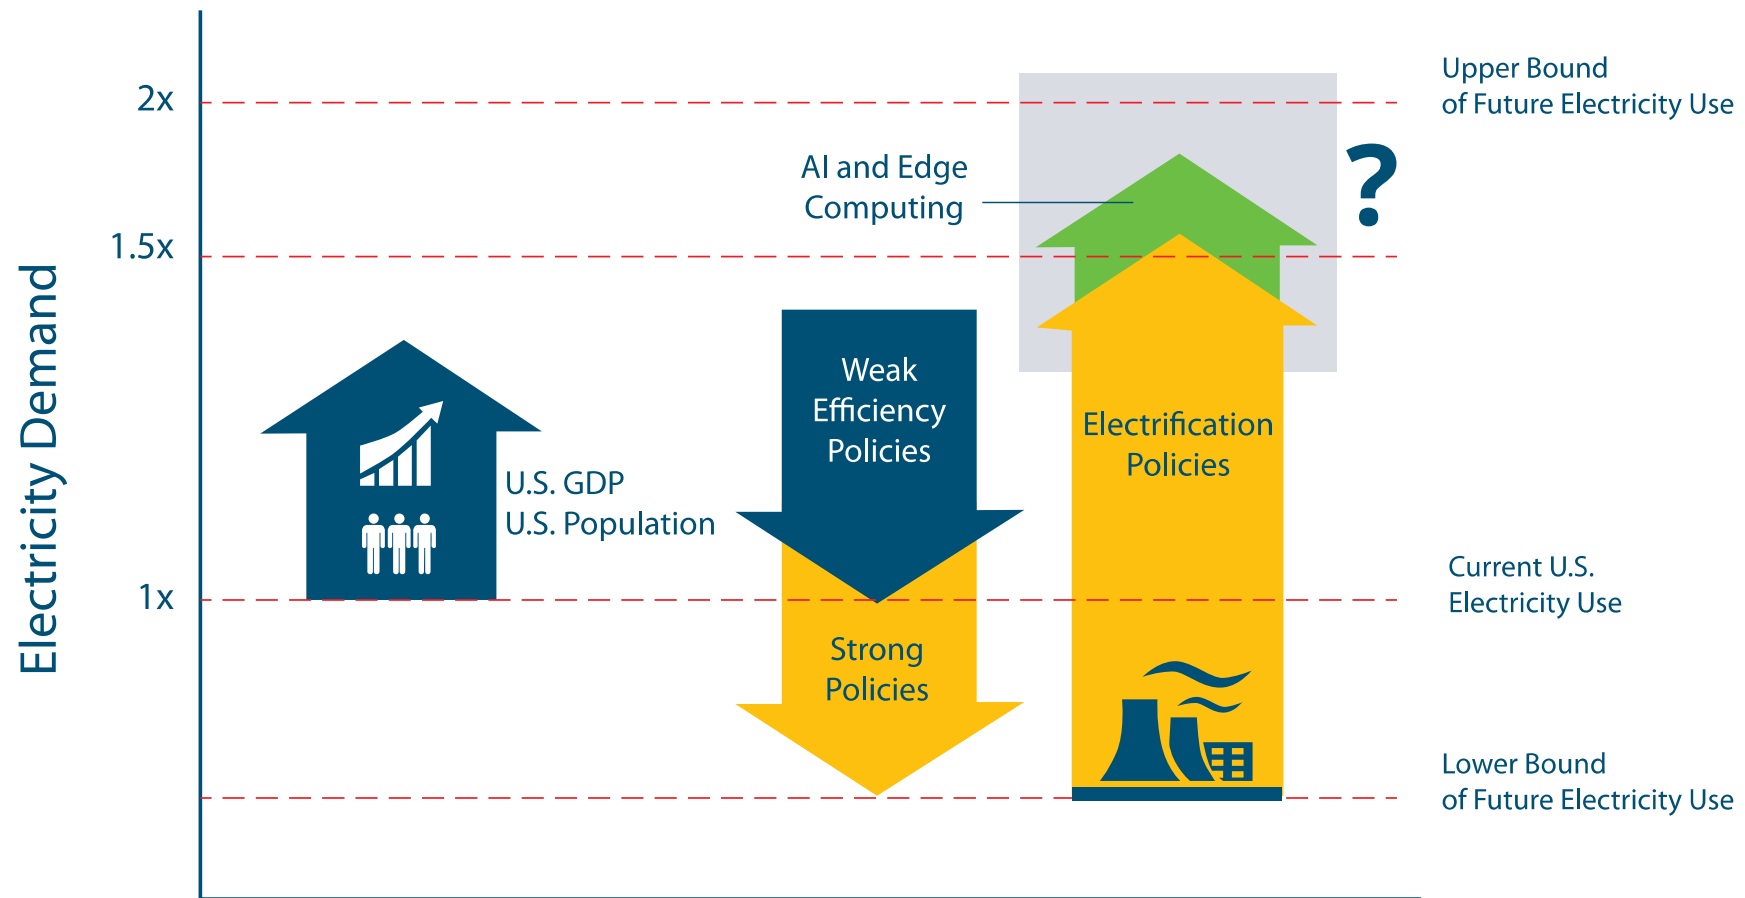 Electricity Demand
2x
1.5x
1x
Upper Bound
of Future Electricity Use
AI and Edge
Computing
?
Weak
Efficiency
Policies
Electrification
Policies
U.S. GDP
U.S. Population
Current U.S.
Electricity Use
Strong
Policies
Lower Bound
of Future Electricity Use